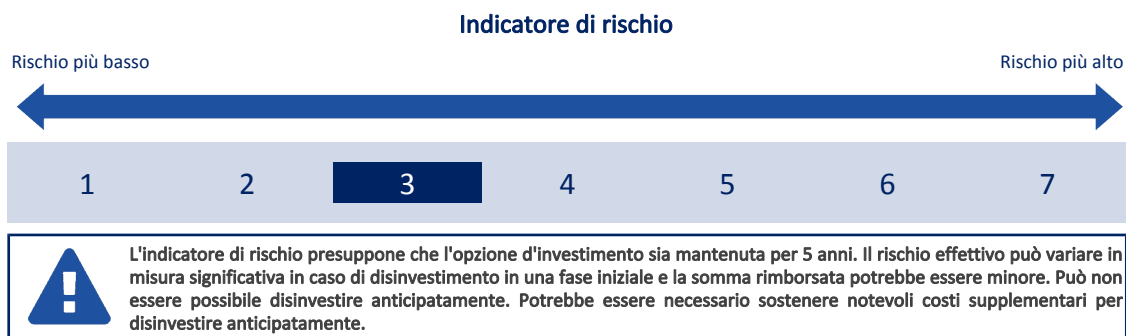 Indicatore di rischio
Rischio più basso
Rischio più alto
1 2 3 4 5 6 7
L'indicatore di rischio presuppone che l'opzione d'investimento sia mantenuta per 5 anni. Il rischio effettivo può variare in
misura significativa in caso di disinvestimento in una fase iniziale e la somma rimborsata potrebbe essere minore. Può non
essere possibile disinvestire anticipatamente. Potrebbe essere necessario sostenere notevoli costi supplementari per
disinvestire anticipatamente.